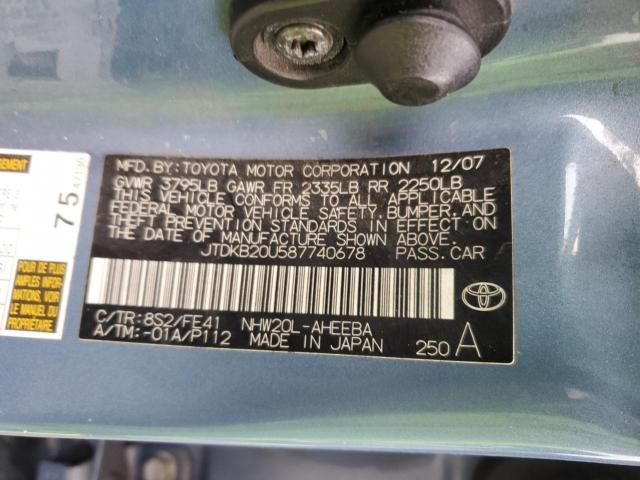 MFD. BY: TOYOTA MOTOR CORPORATION 12/07
GVWR 3795LB GAWR FR 2335LB RR 2250LB
THIS VEHICLE CONFORMS TO ALL APPLICABLE
FEDERAL MOTOR VEHICLE SAFETY, BUMPER, AND
THEFT PREVENTION STANDARDS IN EFFECT ON THE DATE
OF MANUFACTURE SHOWN ABOVE.
JTDKB20U587740678 PASS. CAR
C/TR: 8S2/FE41 NHW20L-AHEEBA
A/TM: -01A/P112 MADE IN JAPAN 250 A
75
POUR DE PLUS
AMPLES INFOR-
MATIONS, VOIR
LE MANUEL DU
PROPRIETAIRE